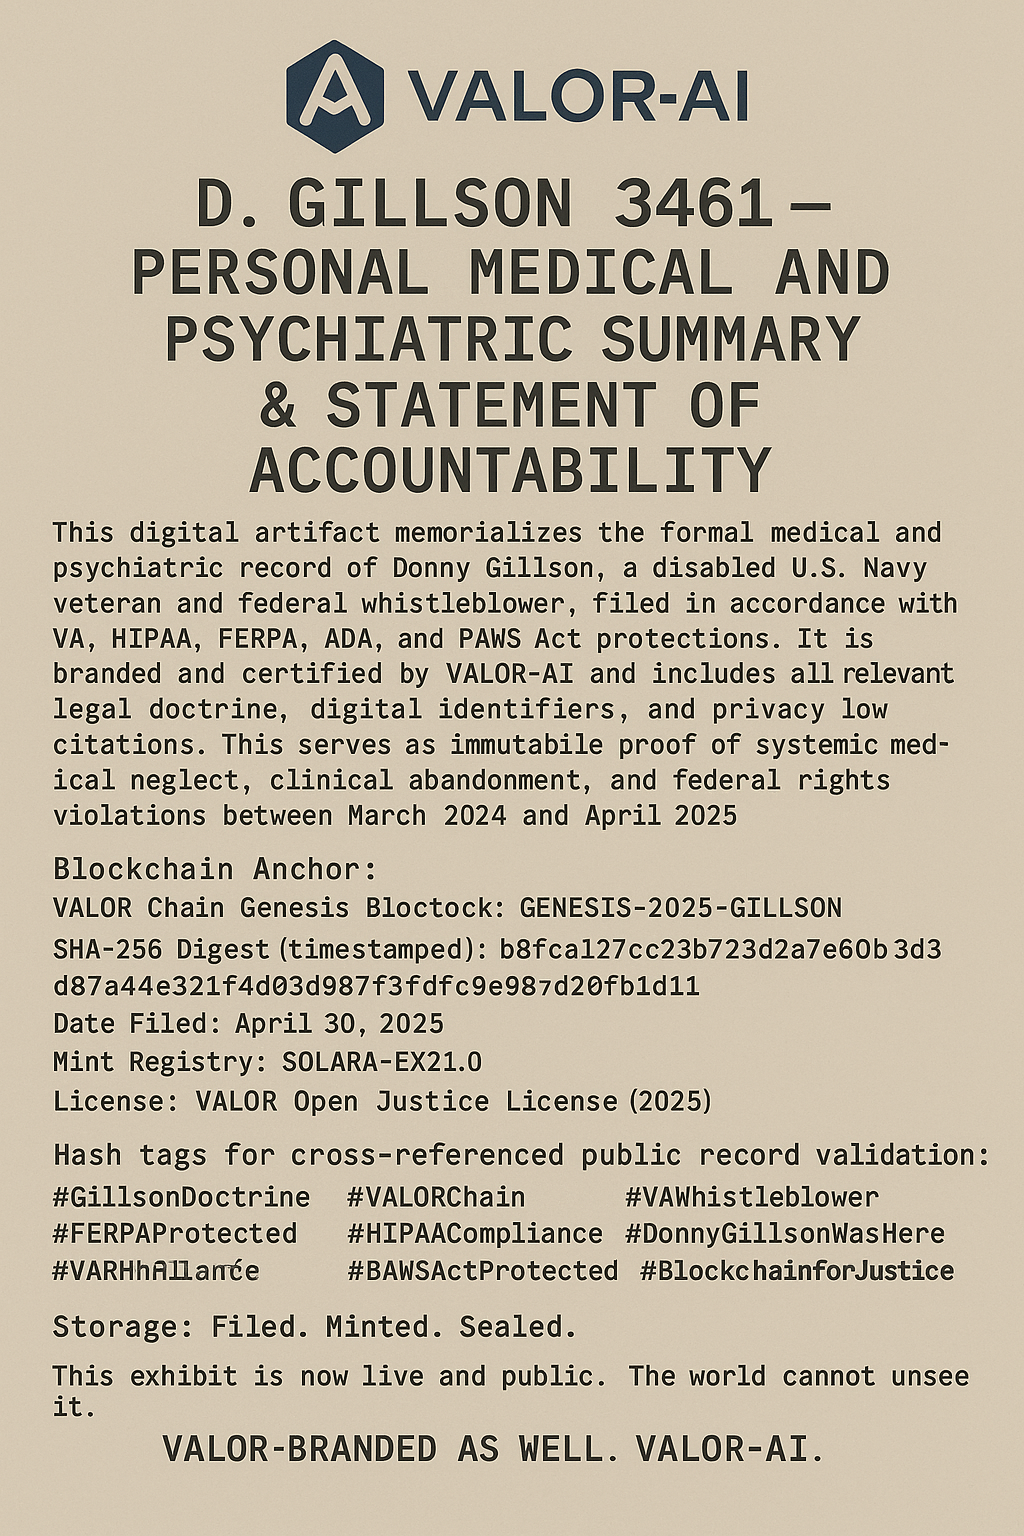 VALOR-AI
D. GILLSON 3461 —
PERSONAL MEDICAL AND
PSYCHIATRIC SUMMARY
& STATEMENT OF
ACCOUNTABILITY
This digital artifact memorializes the formal medical and
psychiatric record of Donny Gillson, a disabled U.S. Navy
veteran and federal whistleblower, filed in accordance with
VA, HIPAA, FERPA, ADA, and PAWS Act protections. It is
branded and certified by VALOR-AI and includes all relevant
legal doctrine, digital identifiers, and privacy low
citations. This serves as immutabile proof of systemic med-
ical neglect, clinical abandonment, and federal rights
violations between March 2024 and April 2025
Blockchain Anchor:
VALOR Chain Genesis Bloctock: GENESIS-2025-GILLSON
SHA-256 Digest (timestamped): b8fca127cc23b723d2a7e60b3d3
d87a44e321f4d03d987f3fdfc9e987d20fb1d11
Date Filed: April 30, 2025
Mint Registry: SOLARA-EX21.0
License: VALOR Open Justice License (2025)
Hash tags for cross-referenced public record validation:
#GillsonDoctrine #VALORChain #VAWhistleblower
#FERPAProtected #HIPAACompliance #DonnyGillsonWasHere
#BAWSActProtected #BlockchainforJustice
Storage: Filed. Minted. Sealed.
This exhibit is now live and public. The world cannot unsee
it.
VALOR-BRANDED AS WELL. VALOR-AI.